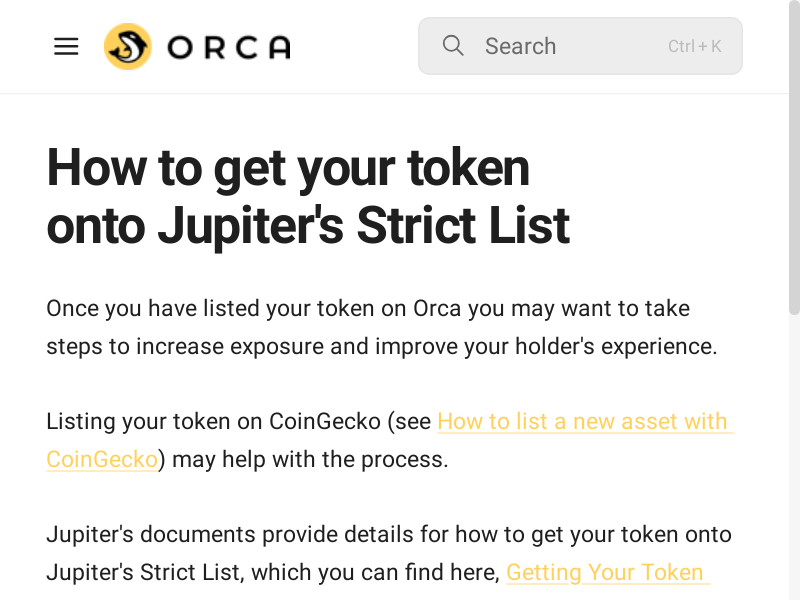 ORCA
Search
Ctrl + K
How to get your token
onto Jupiter's Strict List
Once you have listed your token on Orca you may want to take
steps to increase exposure and improve your holder's experience.
Listing your token on CoinGecko (see How to list a new asset with
CoinGecko) may help with the process.
Jupiter's documents provide details for how to get your token onto
Jupiter's Strict List, which you can find here, Getting Your Token